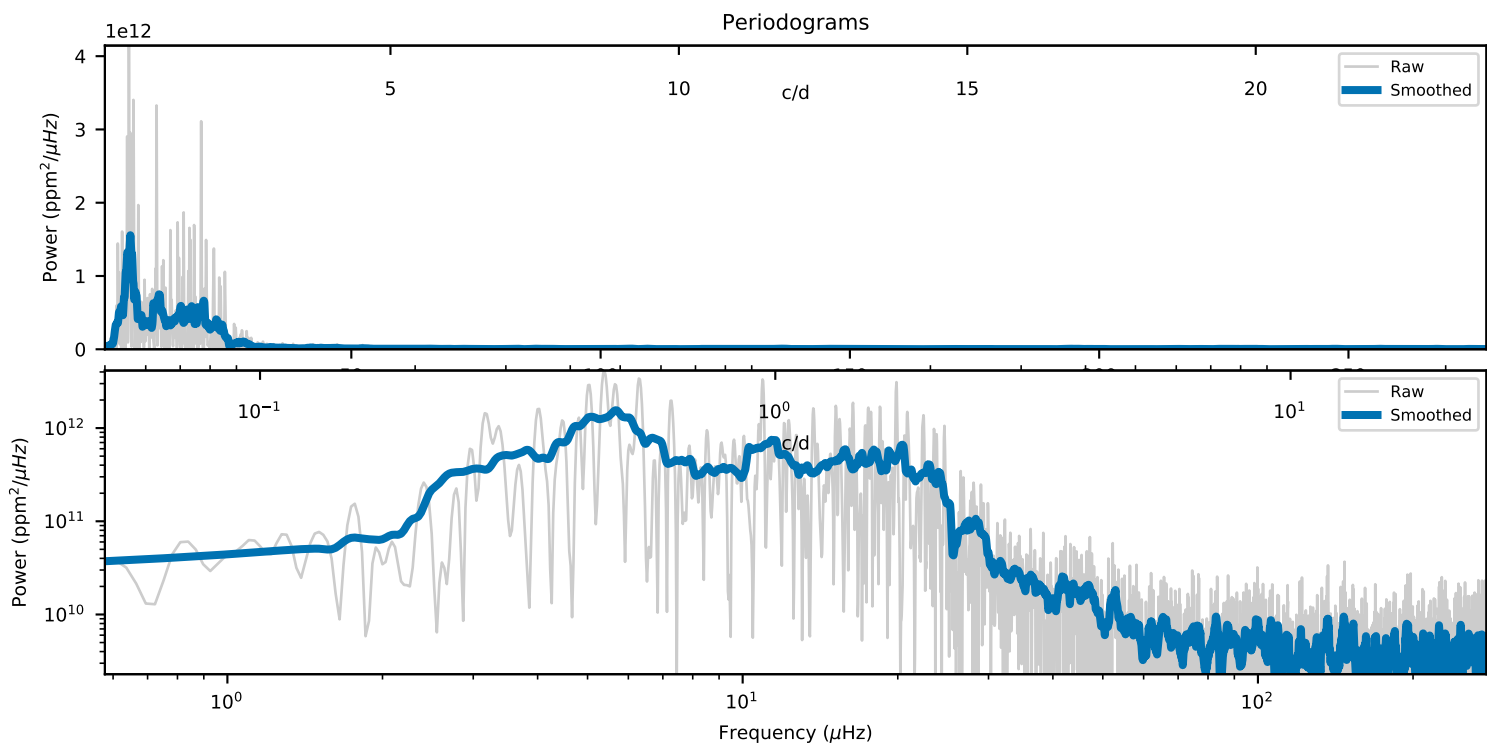 Periodograms
1e12
4
3
2
1
0
Power (ppm²/μHz)
5
10
15
20
c/d
Raw
Smoothed
10⁻¹
10⁰
10¹
c/d
Raw
Smoothed
10¹²
10¹¹
10¹⁰
Power (ppm²/μHz)
10⁰
10¹
10²
Frequency (μHz)